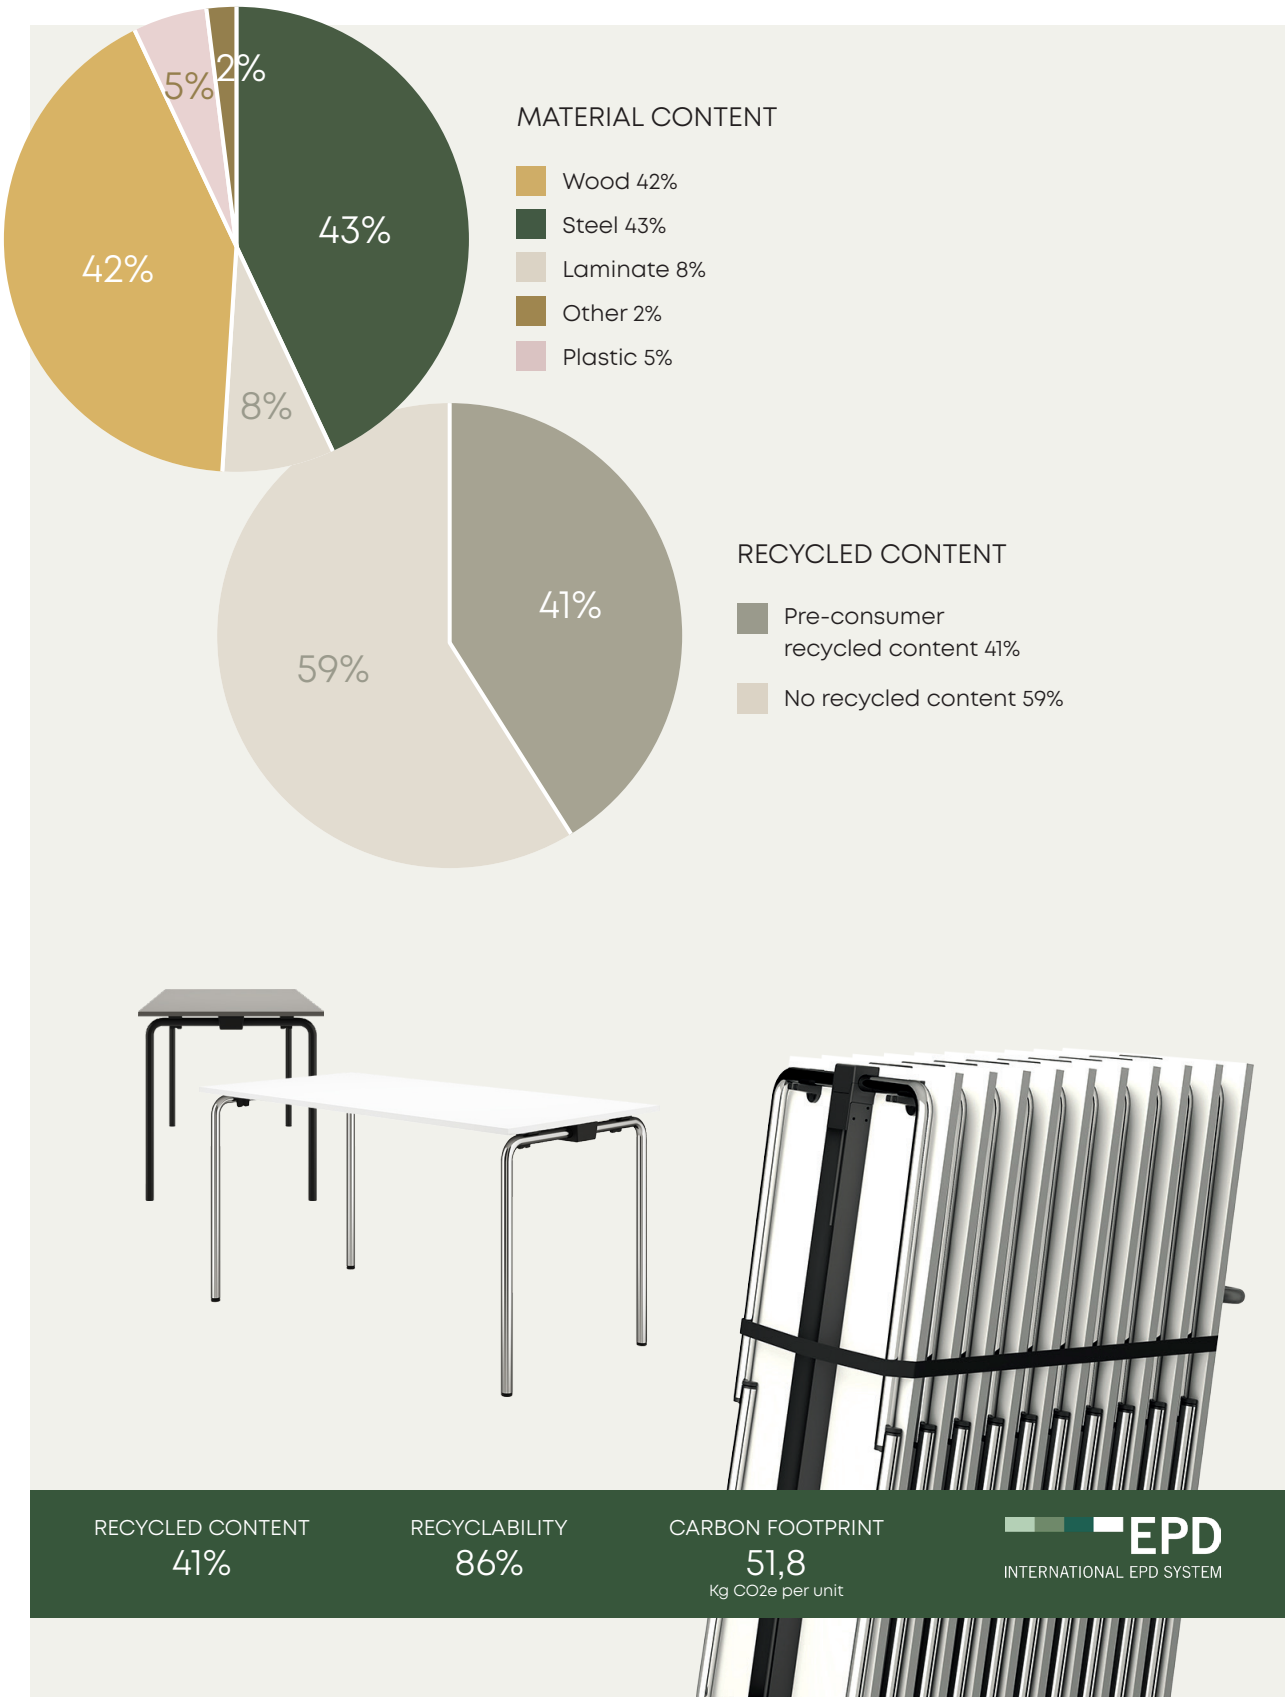 5%
2%
43%
42%
8%
MATERIAL CONTENT
Wood 42%
Steel 43%
Laminate 8%
Other 2%
Plastic 5%
41%
59%
RECYCLED CONTENT
Pre-consumer
recycled content 41%
No recycled content 59%
RECYCLED CONTENT
41%
RECYCLABILITY
86%
CARBON FOOTPRINT
51,8
Kg CO2e per unit
EPD
INTERNATIONAL EPD SYSTEM